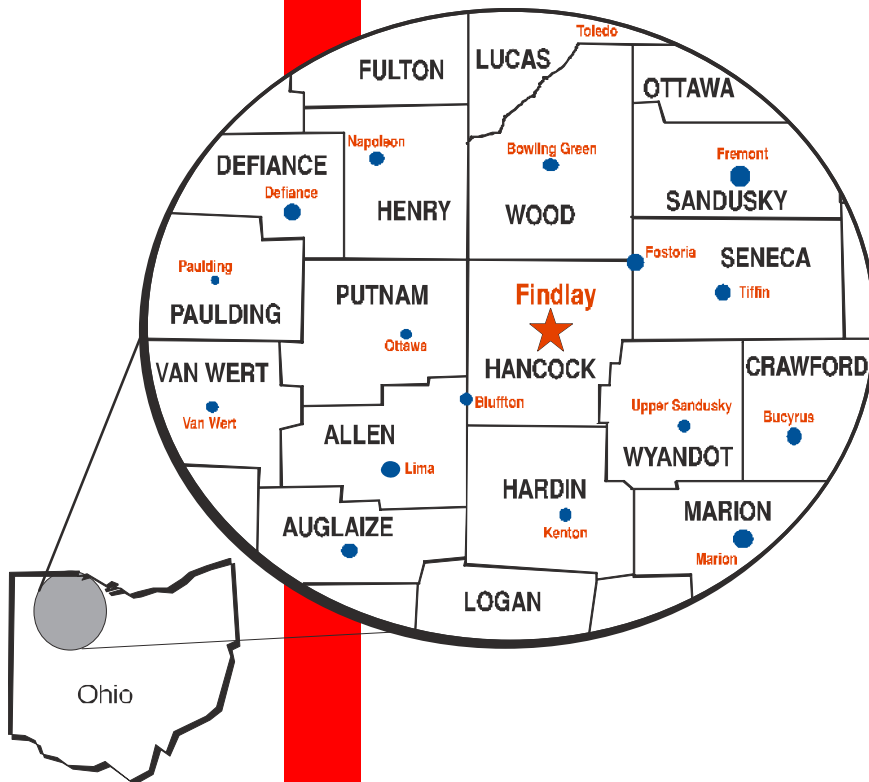 Toledo
LUCAS
FULTON
OTTAWA
Napoleon
Bowling Green
Fremont
DEFIANCE
Defiance
SANDUSKY
HENRY
WOOD
Fostoria
SENECA
Paulding
Findlay
Tiffin
PUTNAM
PAULDING
Ottawa
HANCOCK
CRAWFORD
VAN WERT
Bluffton
Upper Sandusky
Bucyrus
Van Wert
ALLEN
WYANDOT
Lima
HARDIN
MARION
AUGLAIZE
Kenton
Marion
LOGAN
Ohio